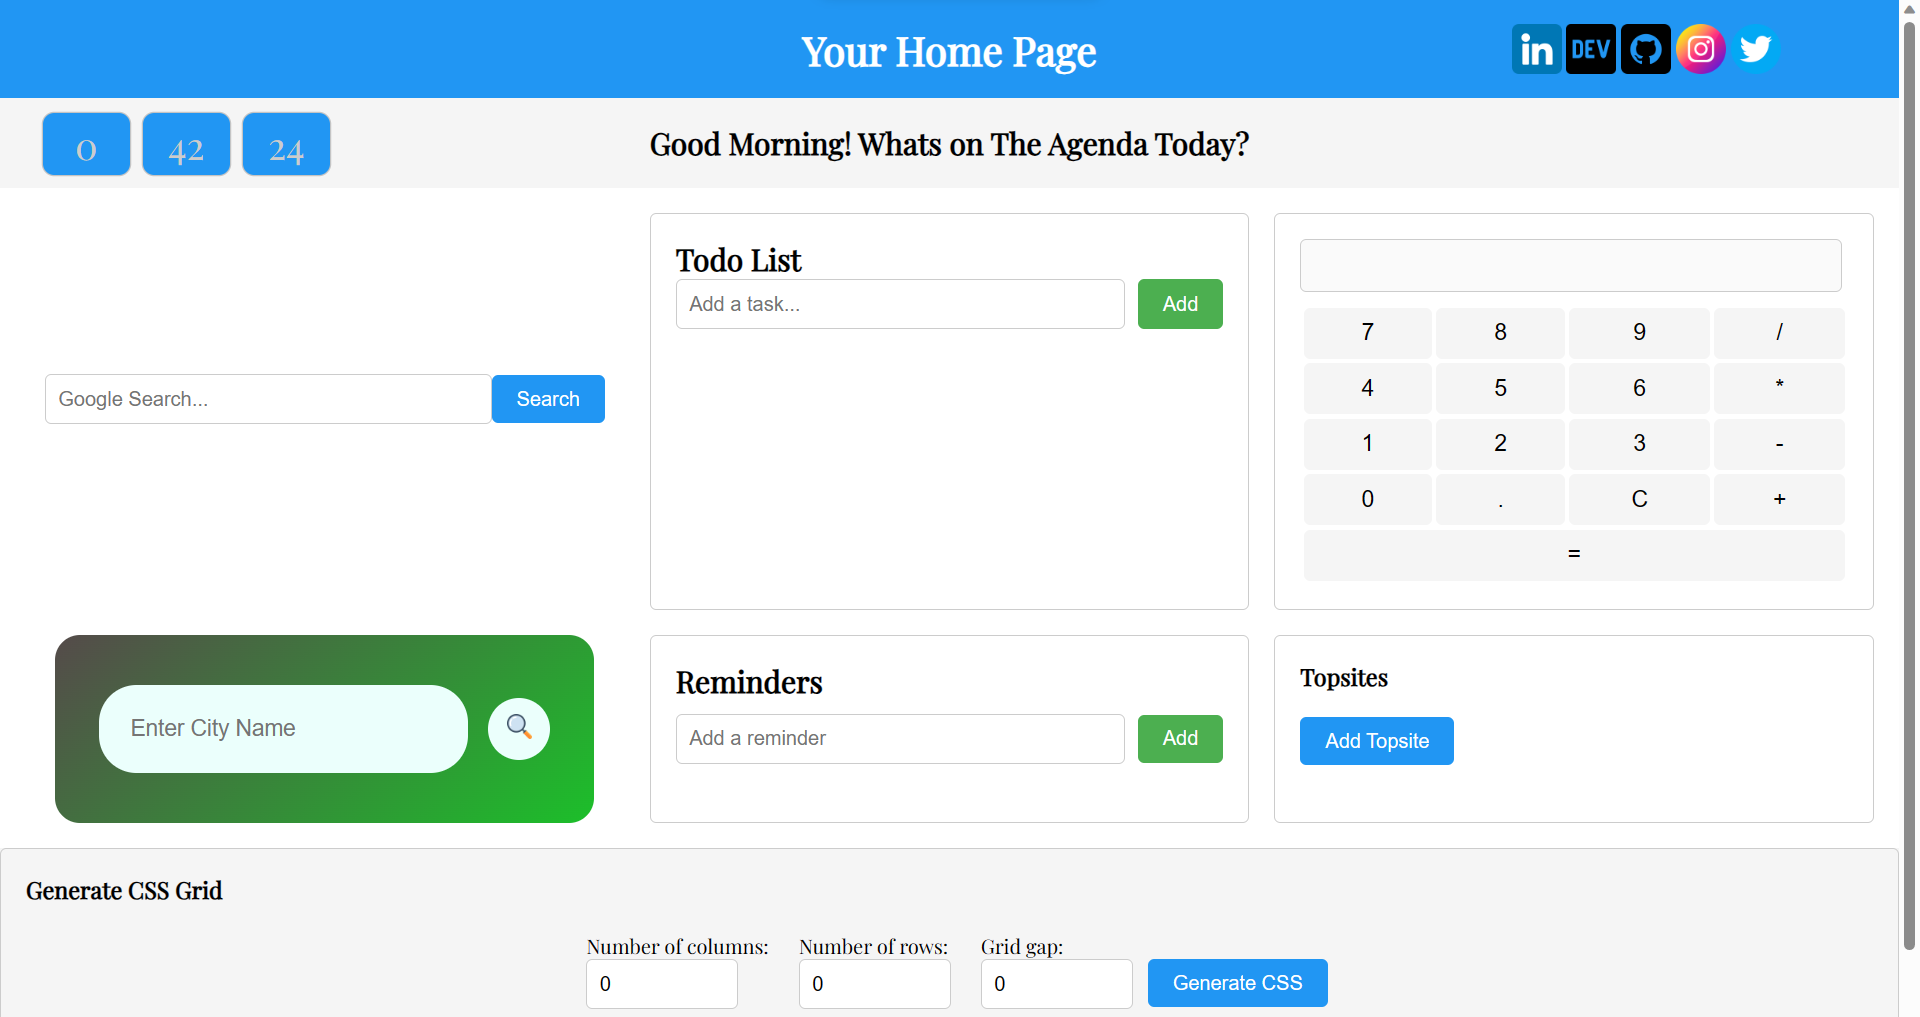 Your Home Page
in DEV
0 42 24
Good Morning! Whats on The Agenda Today?
Google Search... Search
Todo List
Add a task... Add
7 8 9 /
4 5 6 *
1 2 3 -
0 . C +
=
Enter City Name
Reminders
Add a reminder Add
Topsites
Add Topsite
Generate CSS Grid
Number of columns: Number of rows: Grid gap:
0 0 0 Generate CSS